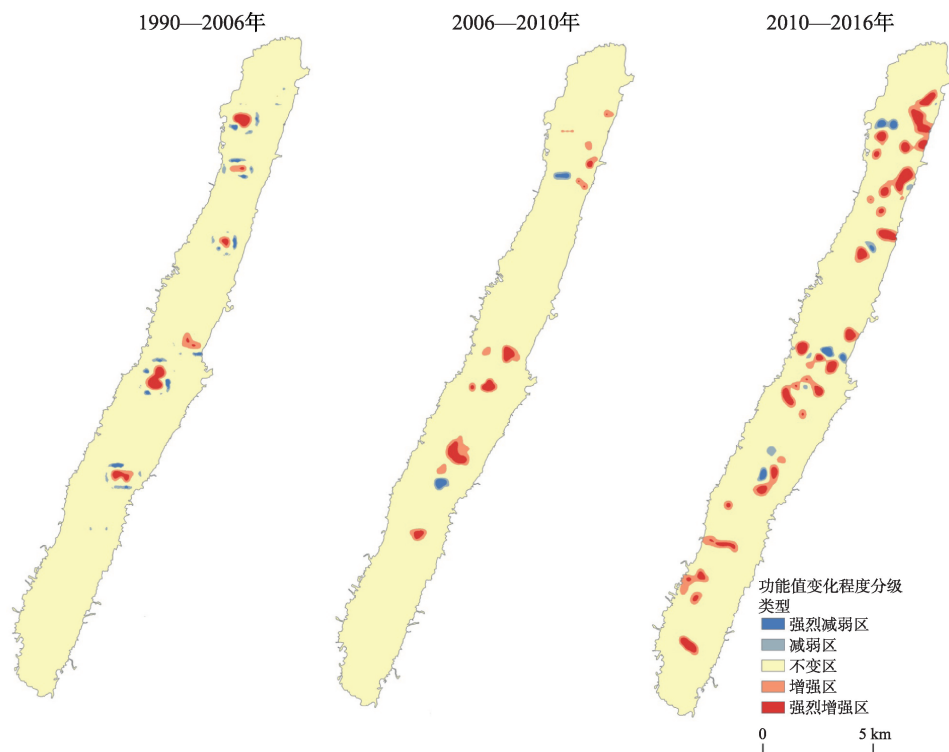 1990—2006年
2006—2010年
2010—2016年
功能值变化程度分级
类型
强烈减弱区
减弱区
不变区
增强区
强烈增强区
0 5 km